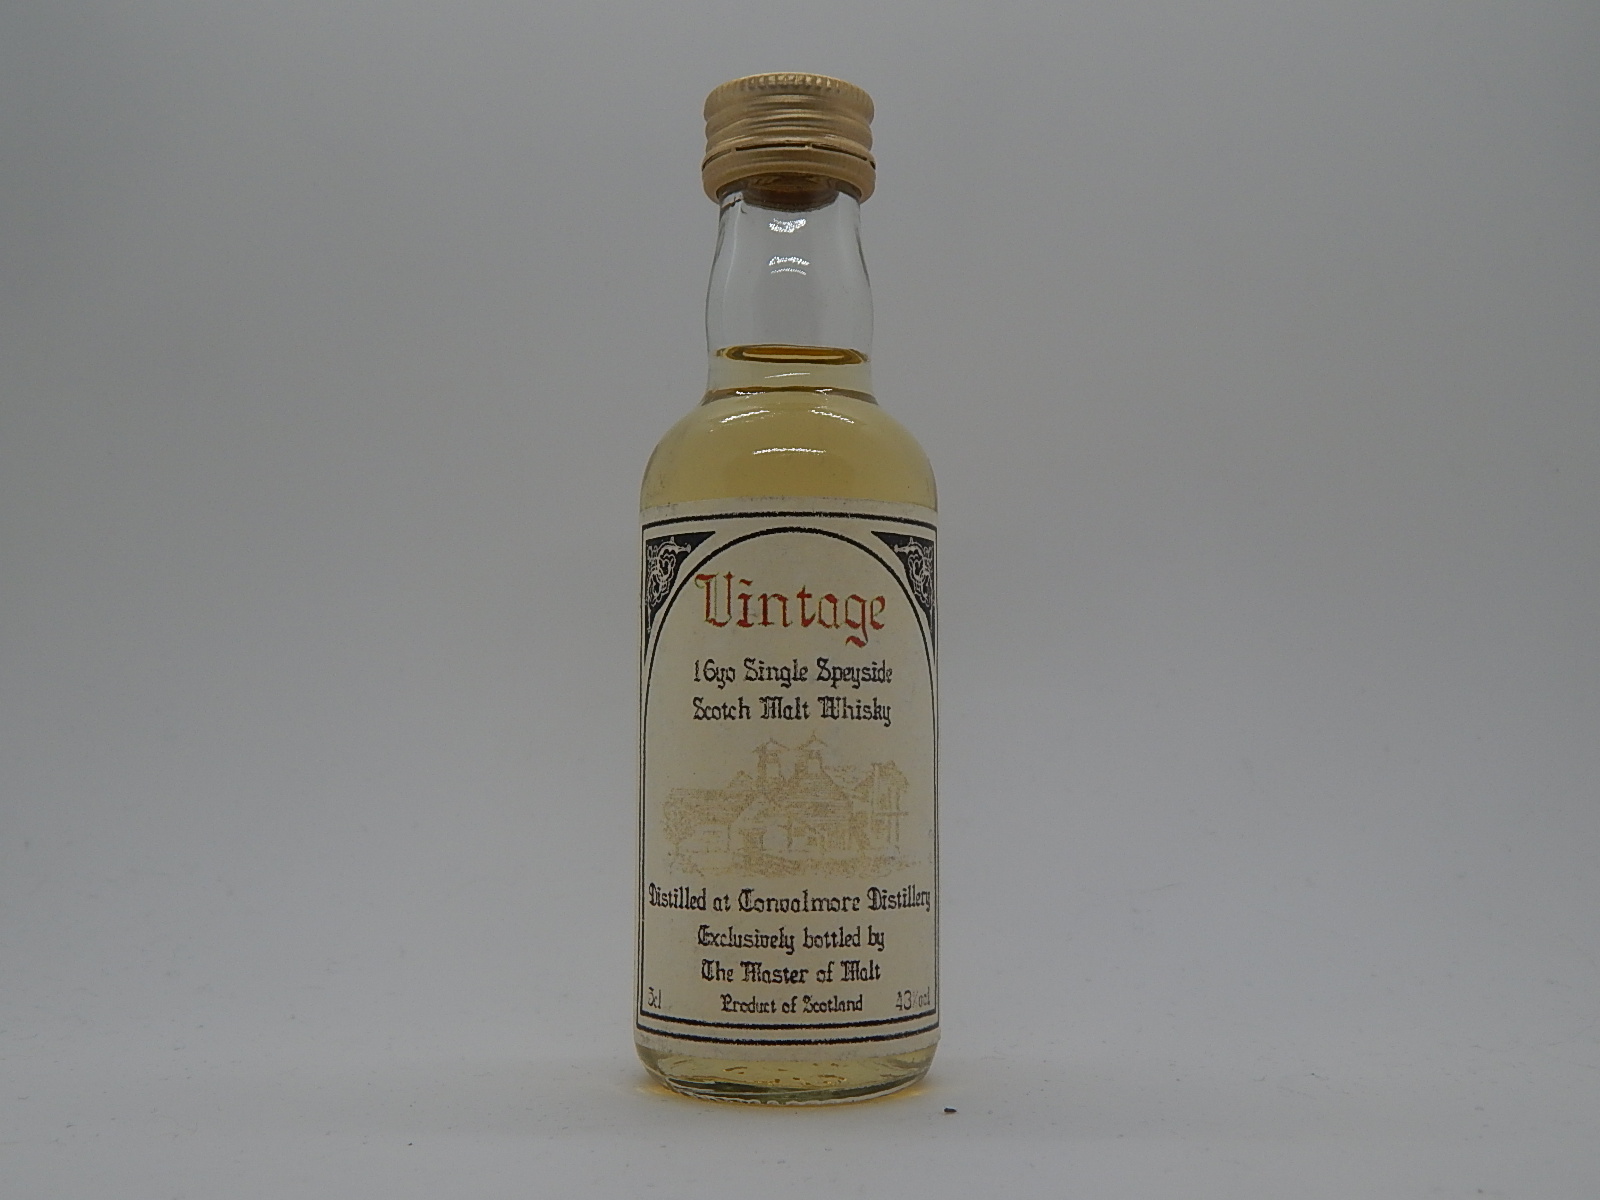 Vintage
16yo Single Speyside
Scotch Malt Whisky
Distilled at Convalmore Distillery
Exclusively bottled by
The Master of Malt
5cl Product of Scotland 43%vol